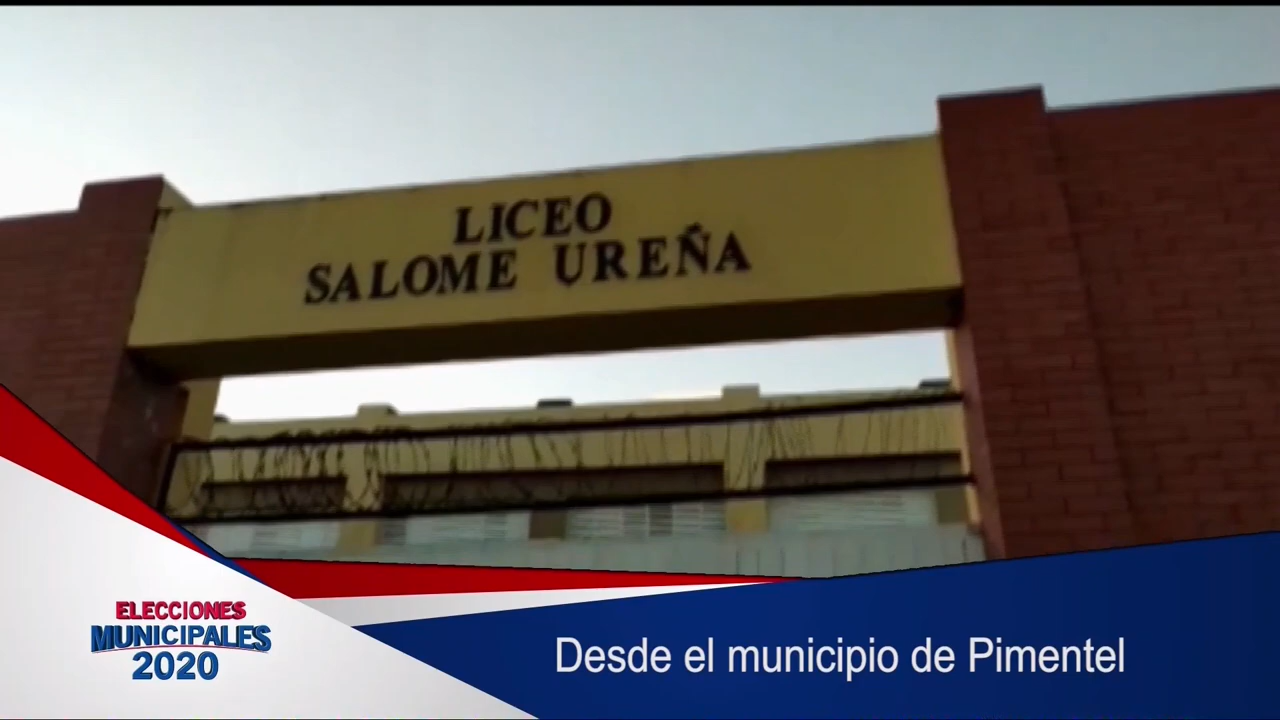 LICEO
SALOME UREÑA
ELECCIONES
MUNICIPALES
2020
Desde el municipio de Pimentel